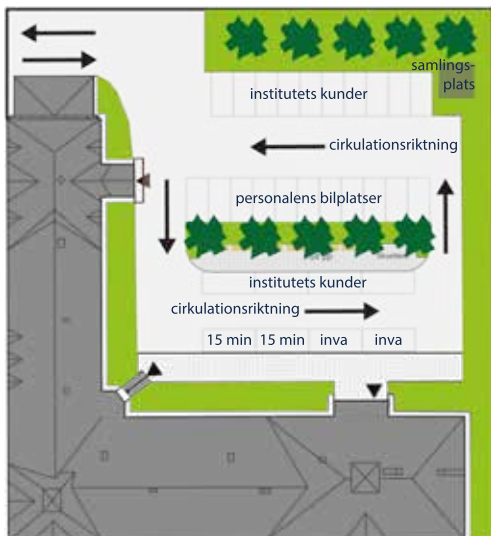 samlings-
plats
institutets kunder
cirkulationsriktning
personalens bilplatser
institutets kunder
cirkulationsriktning
15 min 15 min inva inva